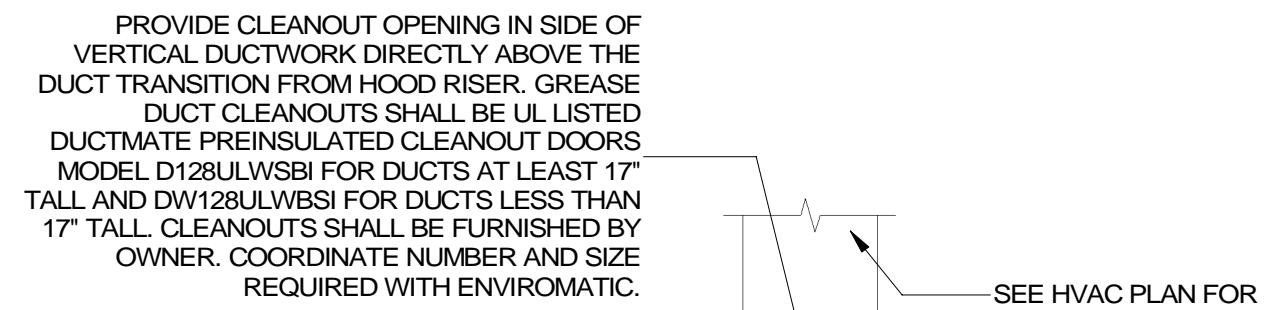 PROVIDE CLEANOUT OPENING IN SIDE OF
VERTICAL DUCTWORK DIRECTLY ABOVE THE
DUCT TRANSITION FROM HOOD RISER. GREASE
DUCT CLEANOUTS SHALL BE UL LISTED
DUCTMATE PREINSULATED CLEANOUT DOORS
MODEL D128ULWSBI FOR DUCTS AT LEAST 17"
TALL AND DW128ULWBSI FOR DUCTS LESS THAN
17" TALL. CLEANOUTS SHALL BE FURNISHED BY
OWNER. COORDINATE NUMBER AND SIZE
REQUIRED WITH ENVIROMATIC.
SEE HVAC PLAN FOR